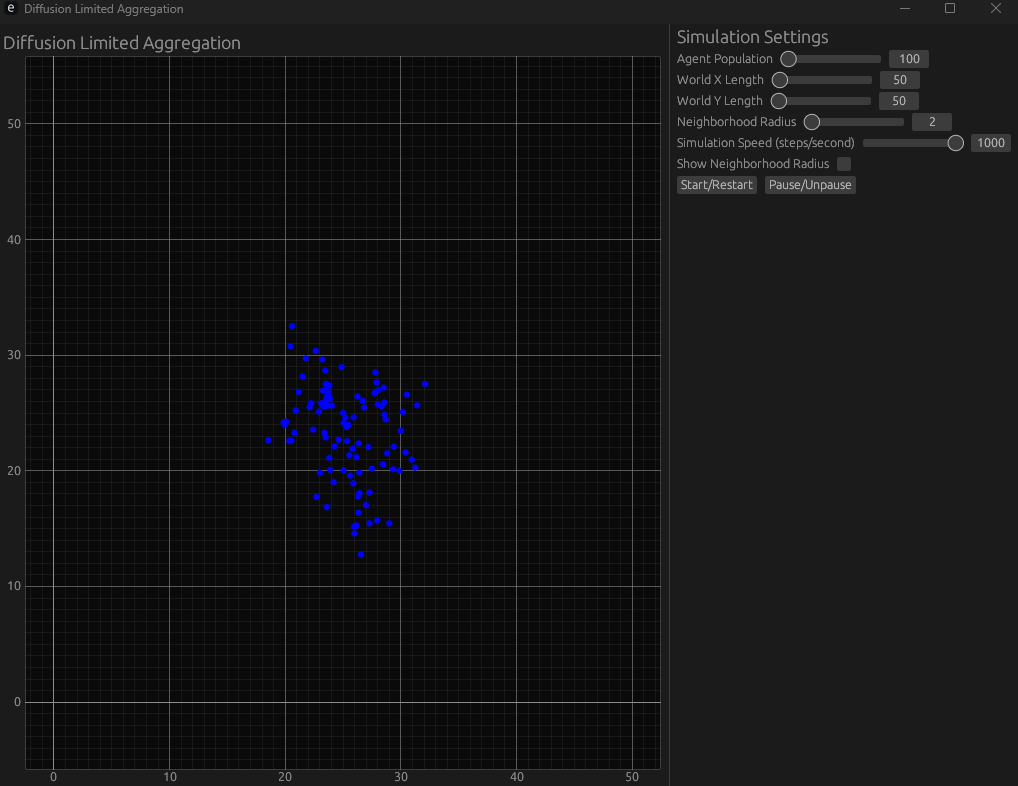 e Diffusion Limited Aggregation
Diffusion Limited Aggregation
50
40
30
20
10
0
0 10 20 30 40 50
Simulation Settings
Agent Population 100
World X Length 50
World Y Length 50
Neighborhood Radius 2
Simulation Speed (steps/second) 1000
Show Neighborhood Radius
Start/Restart Pause/Unpause